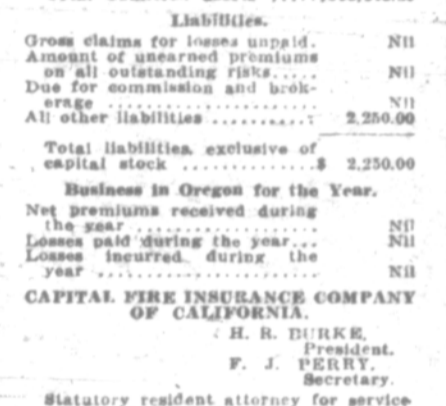 Liabilities.
Gross claims for losses unpaid. Nil
Amount of unearned premiums
on all outstanding risks..... Nil
Due for commission and brok-
erage ...................... Nil
All other liabilities .......... 2,250.00
Total liabilities, exclusive of
capital stock .............$ 2,250.00
Business in Oregon for the Year.
Net premiums received during
the year .................. Nil
Losses paid during the year... Nil
Losses incurred during the
year ...................... Nil
CAPITAL FIRE INSURANCE COMPANY
OF CALIFORNIA.
H. R. BURKE,
President.
F. J. PERRY,
Secretary.
Statutory resident attorney for service